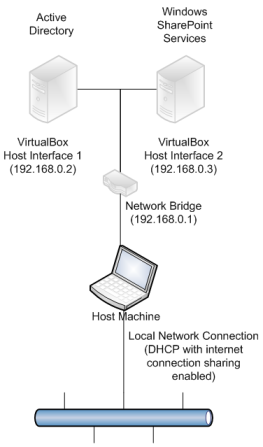 Active
Directory
Windows
SharePoint
Services
VirtualBox
Host Interface 1
(192.168.0.2)
VirtualBox
Host Interface 2
(192.168.0.3)
Network Bridge
(192.168.0.1)
Host Machine
Local Network Connection
(DHCP with internet
connection sharing
enabled)